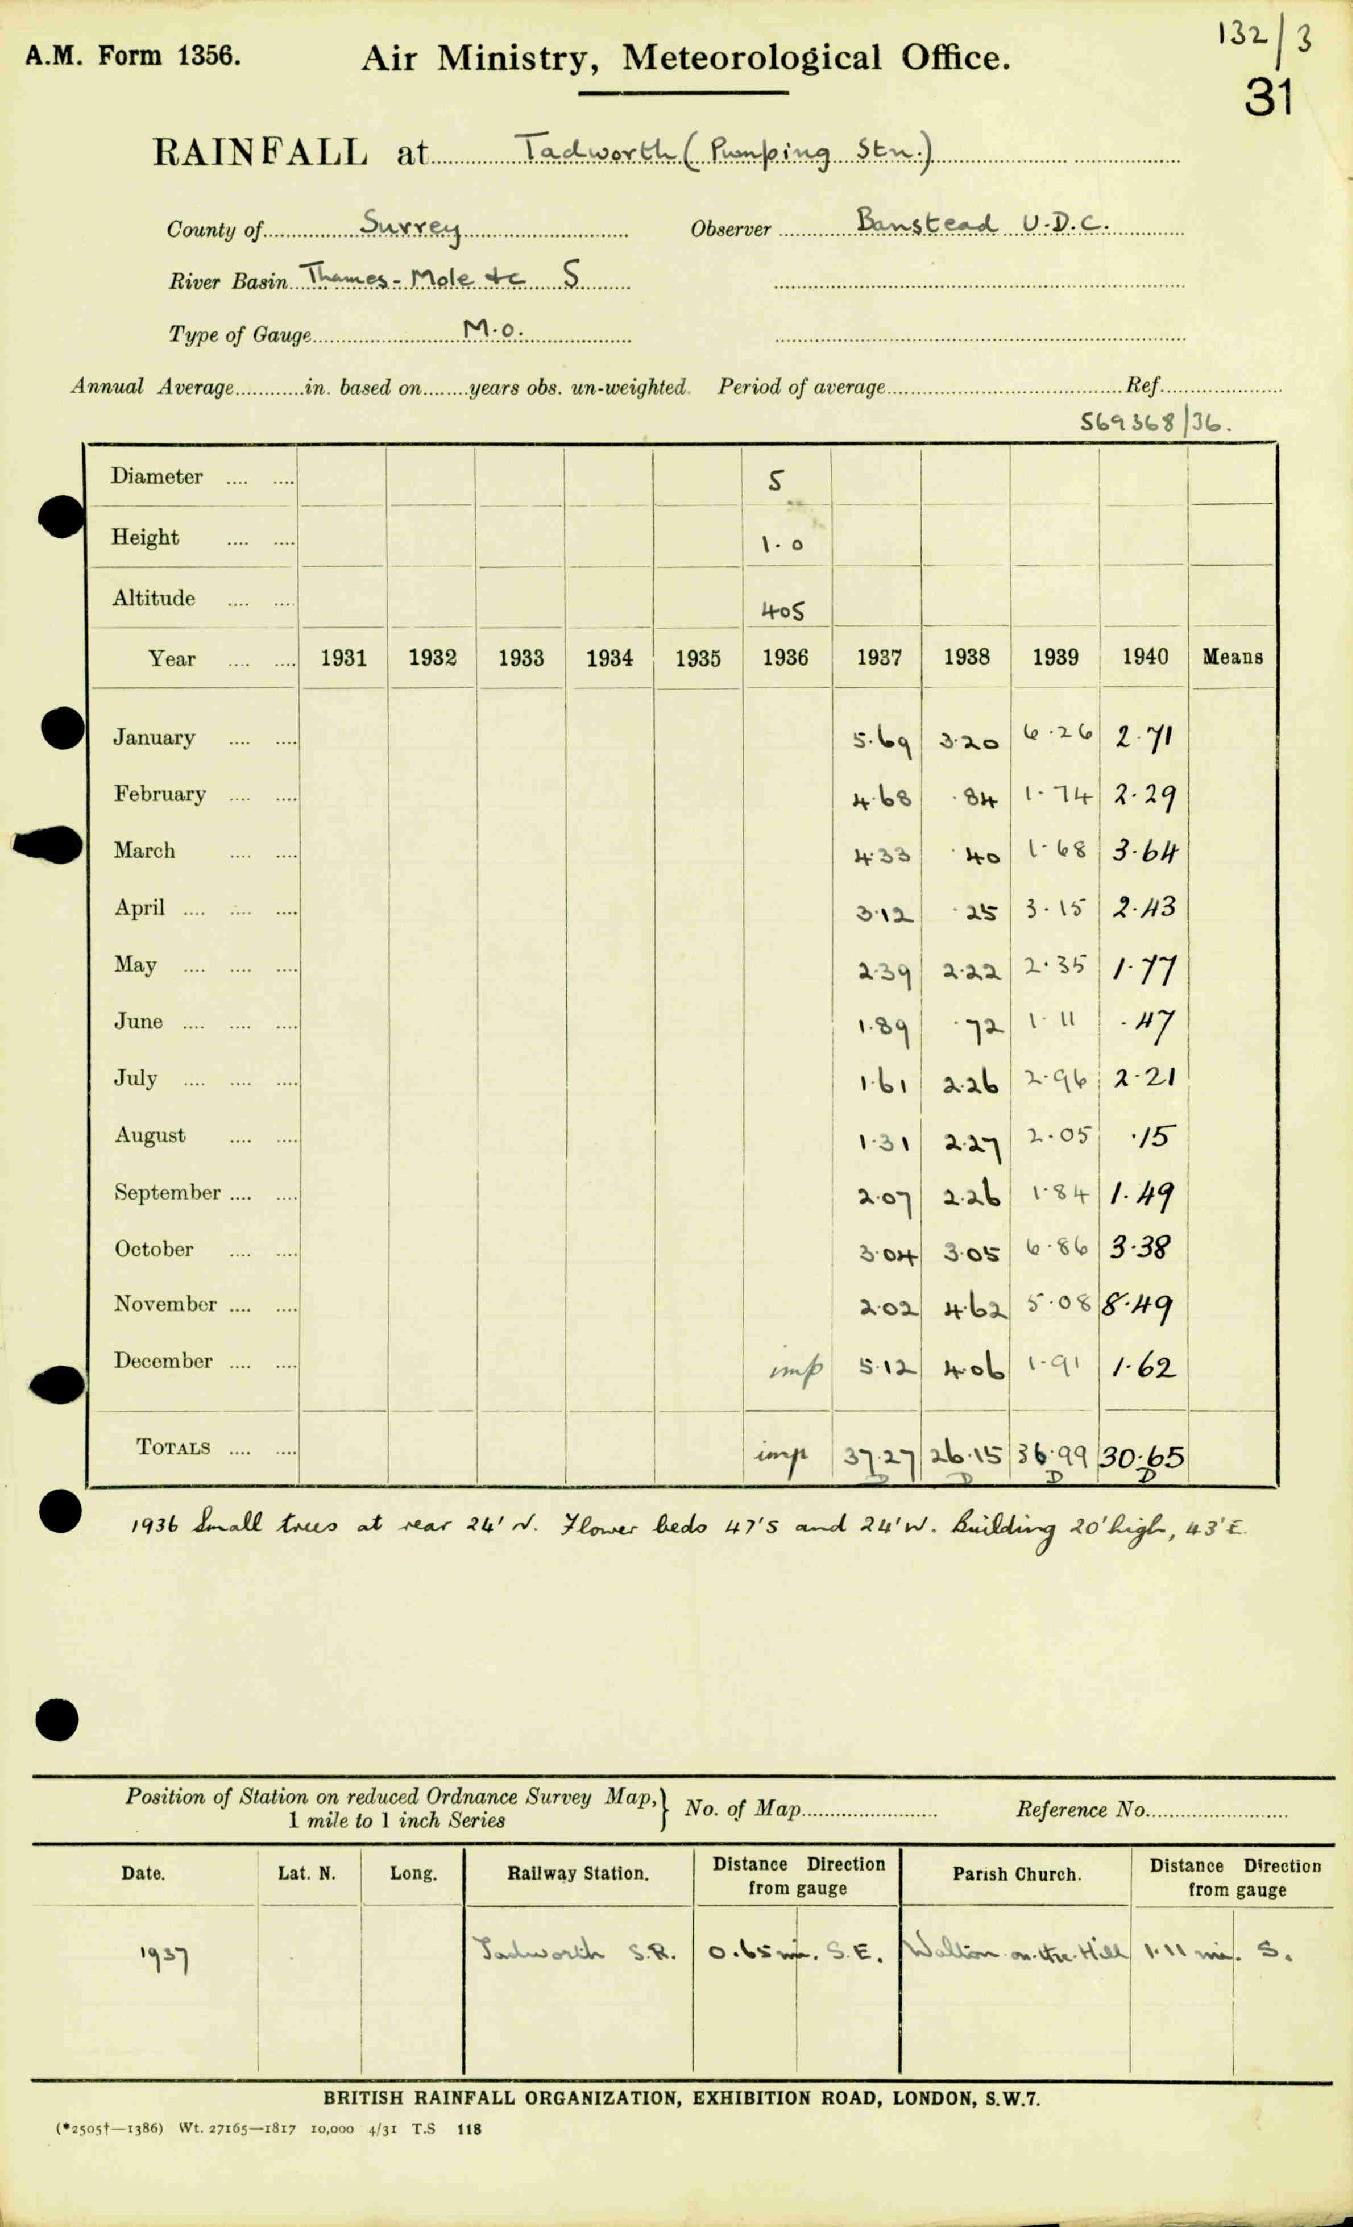 132/3
A.M. Form 1356. Air Ministry, Meteorological Office.
31
RAINFALL at Tadworth (Pumping Stn.)
County of Surrey Observer Banstead U.D.C.
River Basin Thames - Mole &c S
Type of Gauge M.O.
Annual Average in. based on years obs. un-weighted. Period of average Ref.
569368/36.
Diameter 5
Height 1.0
Altitude 405
Year 1931 1932 1933 1934 1935 1936 1937 1938 1939 1940 Means
January 5.69 3.20 6.26 2.71
February 4.68 .84 1.74 2.29
March 4.33 .40 1.68 3.64
April 3.12 .25 3.15 2.43
May 2.39 2.22 2.35 1.77
June 1.89 .72 1.11 .47
July 1.61 2.26 2.96 2.21
August 1.31 2.27 2.05 .15
September 2.07 2.26 1.84 1.49
October 3.04 3.05 6.86 3.38
November 2.02 4.62 5.08 8.49
December imp 5.12 4.06 1.91 1.62
TOTALS imp 37.27 26.15 36.99 30.65
D D D D
1936 Small trees at rear 24' N. Flower beds 47' S and 24' W. Building 20' high, 43' E.
Position of Station on reduced Ordnance Survey Map,} No. of Map Reference No.
1 mile to 1 inch Series
Date. Lat. N. Long. Railway Station. Distance Direction from gauge Parish Church. Distance Direction from gauge
1937 Tadworth S.R. 0.65 mi. S.E. Walton-on-the-Hill 1.11 mi. S.
BRITISH RAINFALL ORGANIZATION, EXHIBITION ROAD, LONDON, S.W.7.
(*2505†—1386) Wt. 27165—1817 10,000 4/31 T.S 118